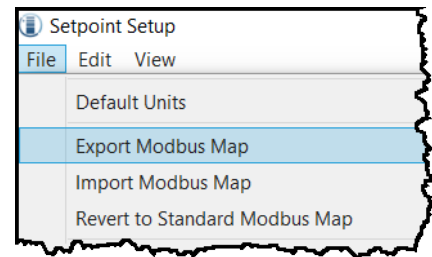 Setpoint Setup
File Edit View
Default Units
Export Modbus Map
Import Modbus Map
Revert to Standard Modbus Map